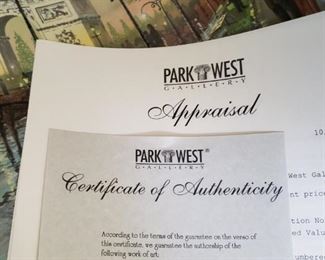 PARK WEST
GALLERY
Appraisal
10
West Gal
nt pric
tion No
ed Valu
unbere
PARK WEST®
GALLERY
Certificate of Authenticity
According to the terms of the guarantee on the verso of
this certificate, we guarantee the authorship of the
following work of art: